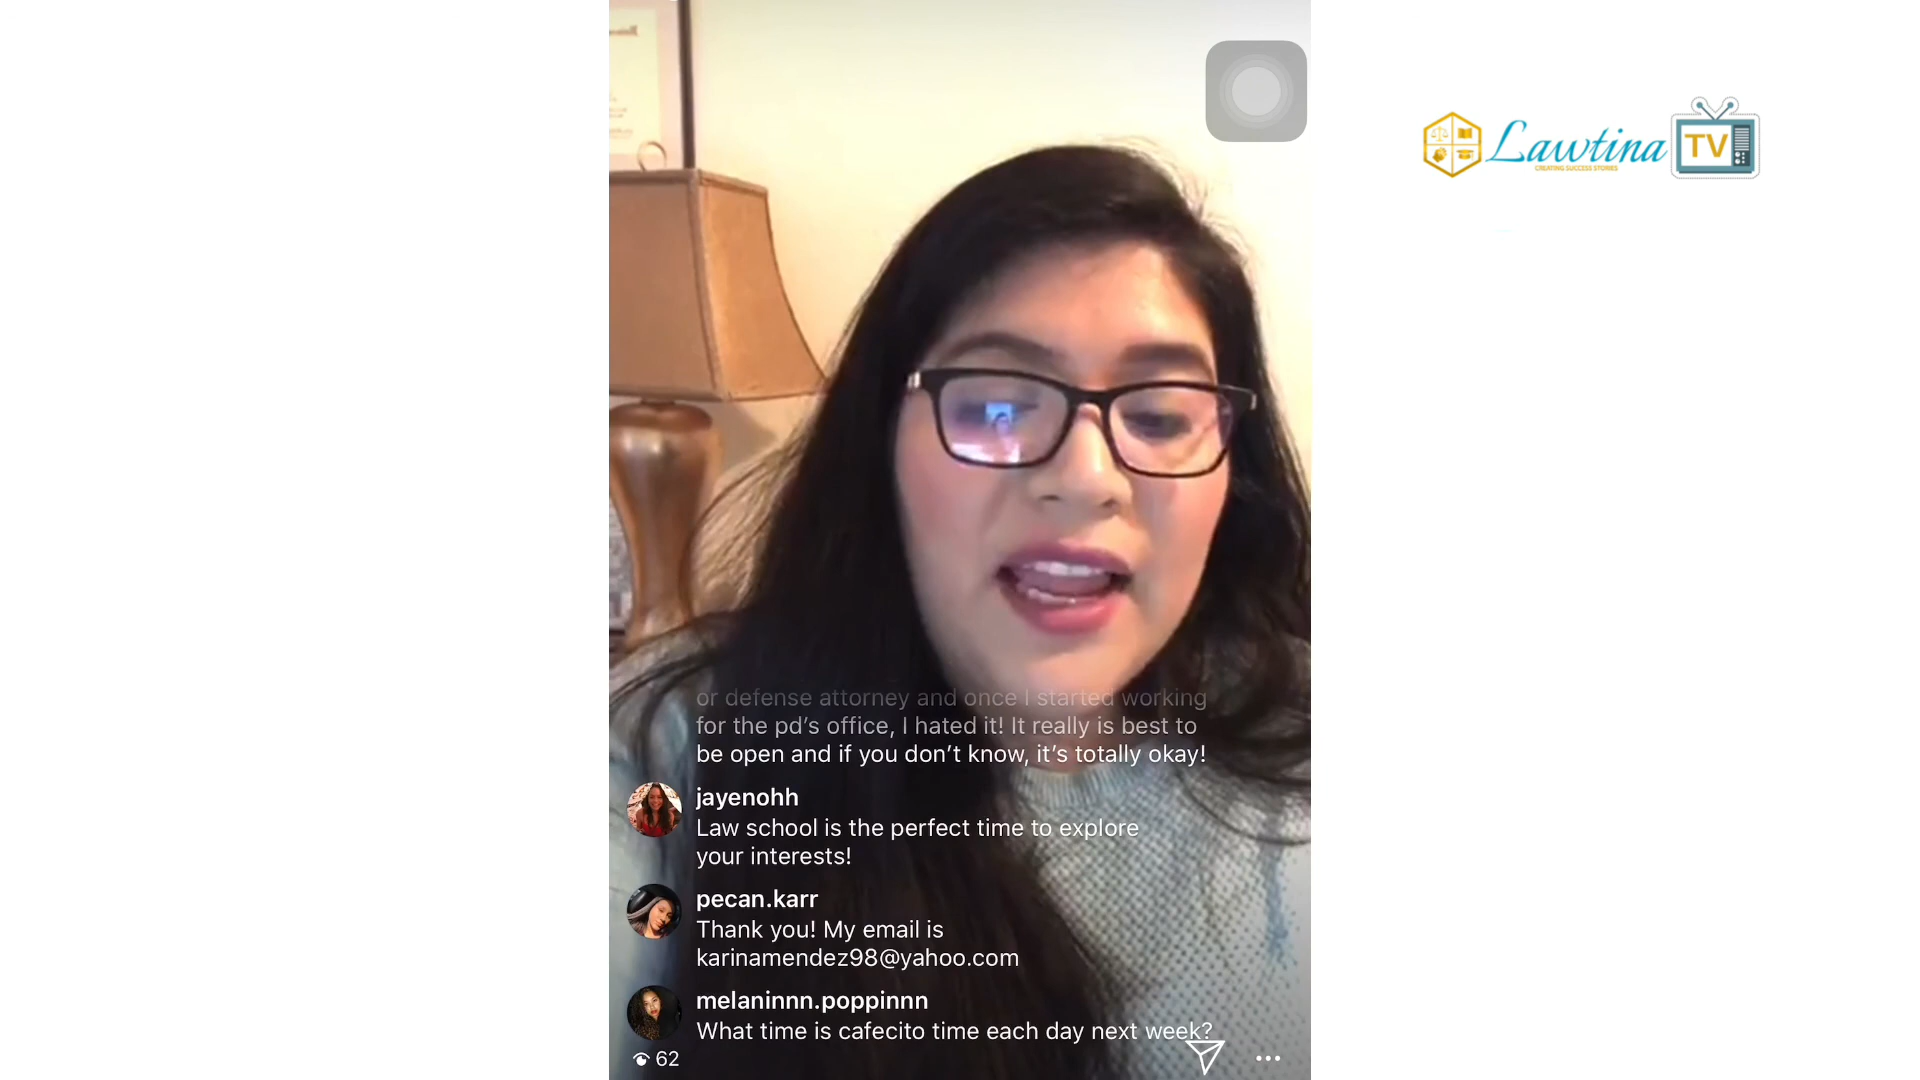 Lawtina
TV
CREATING SUCCESS STORIES
or defense attorney and once I started working
for the pd's office, I hated it! It really is best to
be open and if you don't know, it's totally okay!
jayenohh
Law school is the perfect time to explore
your interests!
pecan.karr
Thank you! My email is
karinamendez98@yahoo.com
melaninnn.poppinnn
What time is cafecito time each day next week?
62